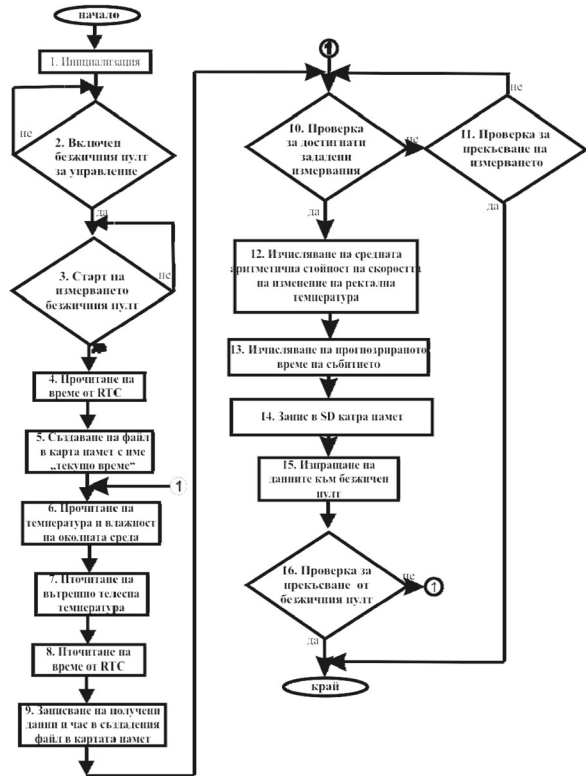 начало
1. Инициализация
не
2. Включен
безжичния пулт
за управление
да
3. Старт на
измерването
безжичния пулт
не
4. Прочитане на
време от RTC
5. Създаване на файл
в карта памет с име
„текущо време“
1
6. Прочитане на
температура и влажност
на околната среда
7. Пточитане на
вътрешно телесна
температура
8. Пточитане на
време от RTC
9. Записване на получени
данни и час в създадения
файл в картата памет
1
10. Проверка
за достигнати
зададени
измервания
не
да
не
11. Проверка за
прекъсване на
измерването
да
12. Изчисляване на средната
аритметична стойност на скоростта
на изменение на ректална
температура
13. Изчисляване на прогнозрираното
време на събитието
14. Запис в SD катра памет
15. Изпращане на
данните към безжичен
пулт
16. Проверка за
прекъсване от
безжичния пулт
не
1
да
край